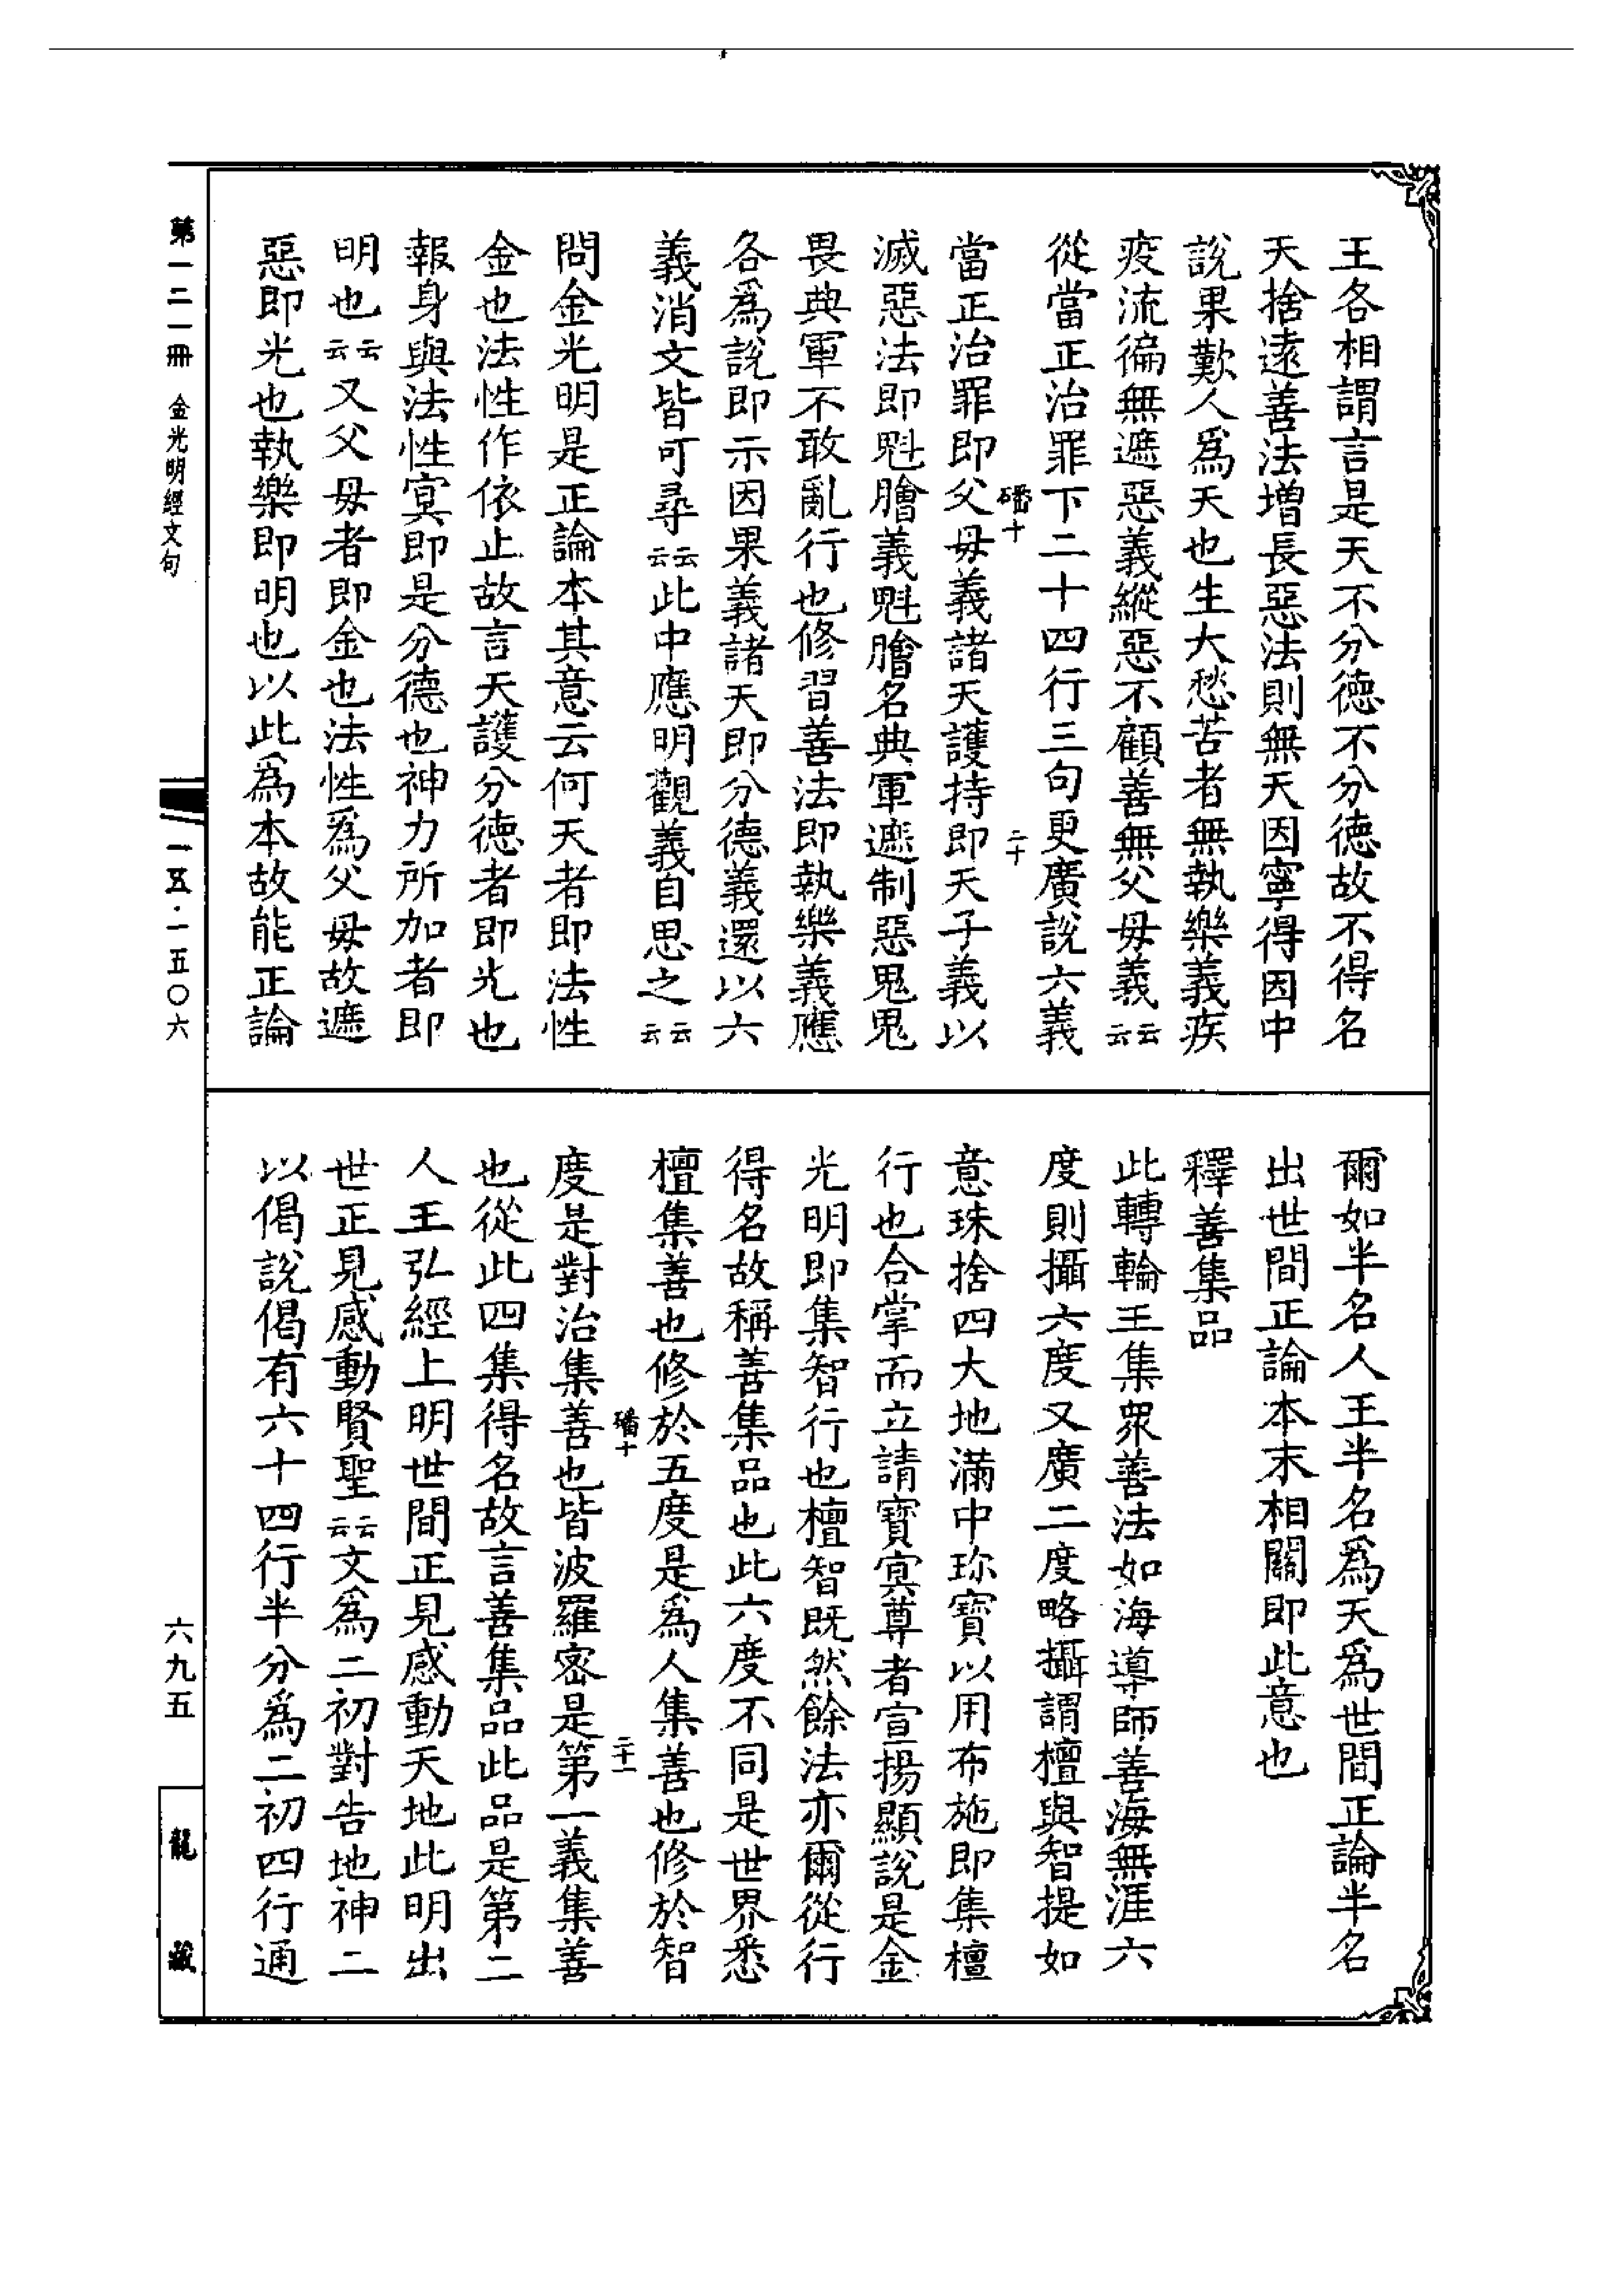 王各相謂言是天不分德不分德故不得名
天捨遠善法增長惡法則無天因寧得因中
說果歎人爲天也生大愁苦者無執樂義疾
疫流徧無遮惡義縱惡不顧善無父母義云云
從當正治罪下二十四行三句更廣說六義
磻十
二十
當正治罪即父母義諸天護持即天子義以
滅惡法即魁膾義魁膾名典軍遮制惡鬼鬼
畏典軍不敢亂行也修習善法即執樂義應
各爲說即示因果義諸天即分德義還以六
義消文皆可尋云云此中應明觀義自思之云云
問金光明是正論本其意云何天者即法性
金也法性作依止故言天護分德者即光也
報身與法性冥即是分德也神力所加者即
明也云云又父母者即金也法性爲父母故遮
惡即光也執樂即明也以此爲本故能正論
爾如半名人王半名爲天爲世間正論半名
出世間正論本末相關即此意也
釋善集品
此轉輪王集衆善法如海導師善海無涯六
度則攝六度又廣二度略攝謂檀與智提如
意珠捨四大地滿中珍寶以用布施即集檀
行也合掌而立請寶冥尊者宣揚顯說是金
光明即集智行也檀智既然餘法亦爾從行
得名故稱善集品也此六度不同是世界悉
檀集善也修於五度是爲人集善也修於智
磻十
二十一
度是對治集善也皆波羅密是第一義集善
也從此四集得名故言善集品此品是第二
人王弘經上明世間正見感動天地此明出
世正見感動賢聖云云文爲二初對告地神二
以偈說偈有六十四行半分爲二初四行通
第一二一冊 金光明經文句
一五·一五〇六
六九五
龍藏